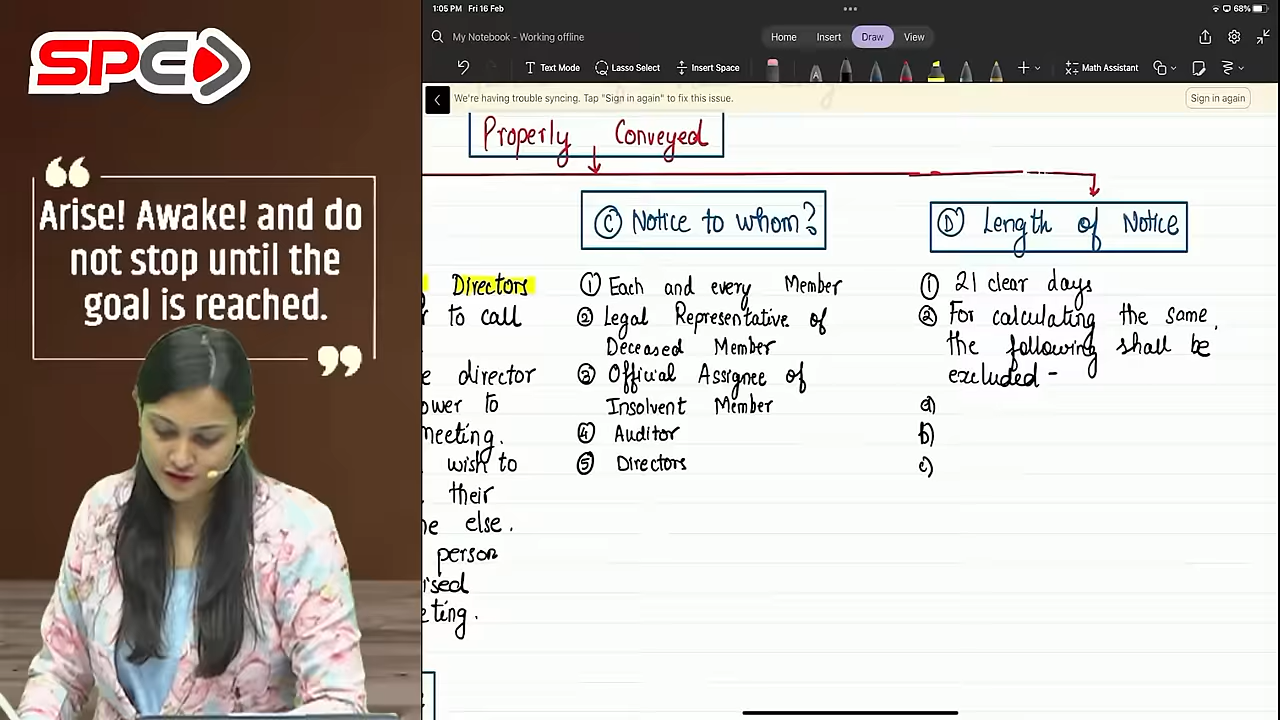 SPC
1:05 PM Fri 16 Feb
68%
My Notebook - Working offline
Home Insert Draw View
Text Mode Lasso Select Insert Space Math Assistant
We're having trouble syncing. Tap "Sign in again" to fix this issue.
Sign in again
“
Arise! Awake! and do
not stop until the
goal is reached.
”
Properly Conveyed
Directors
to call
director
to
meeting.
wish to
their
else.
person
C Notice to whom?
① Each and every Member
② Legal Representative of
Deceased Member
③ Official Assignee of
Insolvent Member
④ Auditor
⑤ Directors
D Length of Notice
① 21 clear days
② For calculating the same,
the following shall be
excluded -
a)
b)
c)